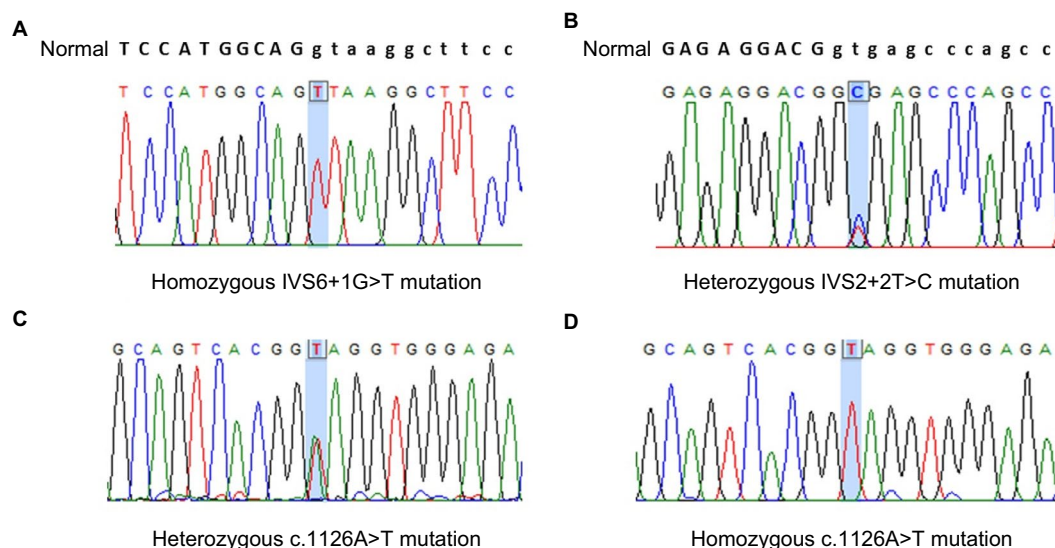 A
Normal T C C A T G G C A G g t a a g g c t t c c
T C C A T G G C A G T T A A G G C T T C C
Homozygous IVS6+1G>T mutation
B
Normal G A G A G G A C G g t g a g c c c a g c c
G A G A G G A C G G C G A G C C C A G C C
Heterozygous IVS2+2T>C mutation
C
G C A G T C A C G G T A G G T G G G A G A
Heterozygous c.1126A>T mutation
D
G C A G T C A C G G T A G G T G G G A G A
Homozygous c.1126A>T mutation